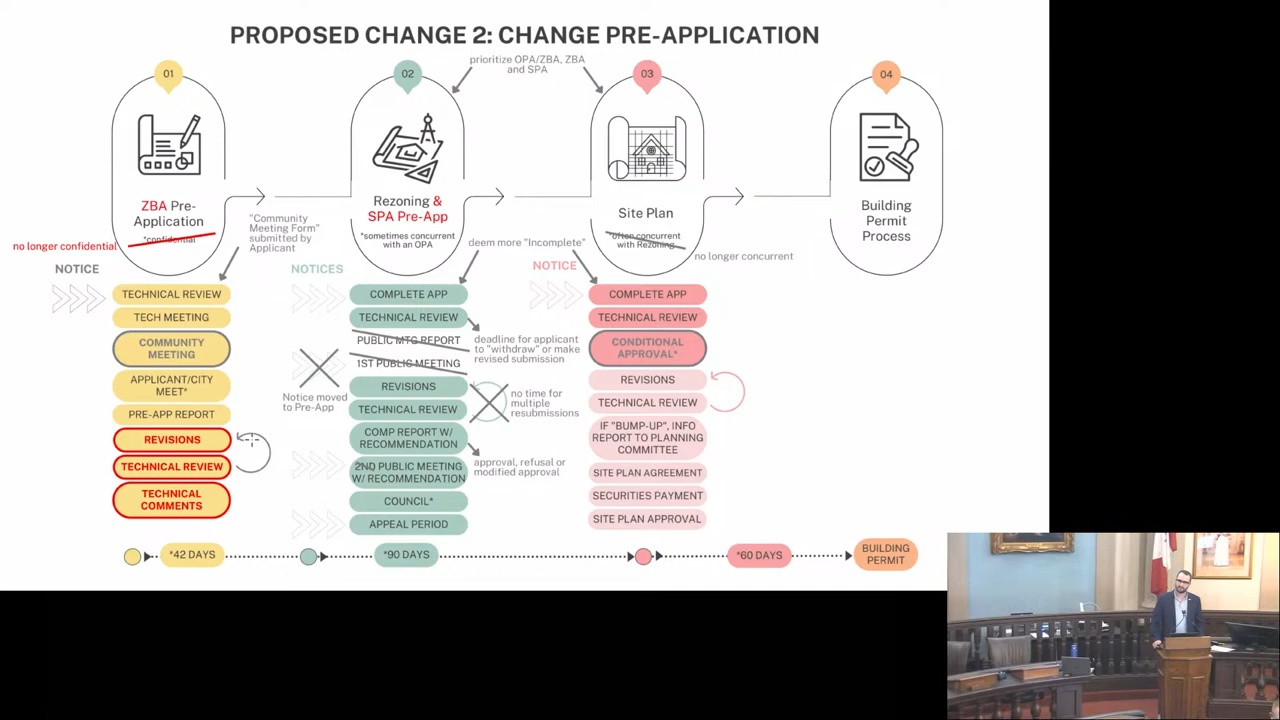 PROPOSED CHANGE 2: CHANGE PRE-APPLICATION
01
ZBA Pre-
Application
*confidential
no longer confidential
"Community
Meeting Form"
submitted by
Applicant
NOTICE
TECHNICAL REVIEW
TECH MEETING
COMMUNITY
MEETING
APPLICANT/CITY
MEET*
PRE-APP REPORT
REVISIONS
TECHNICAL REVIEW
TECHNICAL
COMMENTS
*42 DAYS
02
prioritize OPA/ZBA, ZBA
and SPA
Rezoning &
SPA Pre-App
*sometimes concurrent
with an OPA
deem more "Incomplete"
NOTICES
COMPLETE APP
TECHNICAL REVIEW
PUBLIC MTG REPORT
1ST PUBLIC MEETING
deadline for applicant
to "withdraw" or make
revised submission
Notice moved
to Pre-App
REVISIONS
TECHNICAL REVIEW
no time for
multiple
resubmissions
COMP REPORT W/
RECOMMENDATION
2ND PUBLIC MEETING
W/ RECOMMENDATION
approval, refusal or
modified approval
COUNCIL*
APPEAL PERIOD
*90 DAYS
03
Site Plan
*often concurrent
with Rezoning
no longer concurrent
NOTICE
COMPLETE APP
TECHNICAL REVIEW
CONDITIONAL
APPROVAL*
REVISIONS
TECHNICAL REVIEW
IF "BUMP-UP", INFO
REPORT TO PLANNING
COMMITTEE
SITE PLAN AGREEMENT
SECURITIES PAYMENT
SITE PLAN APPROVAL
*60 DAYS
04
Building
Permit
Process
BUILDING
PERMIT